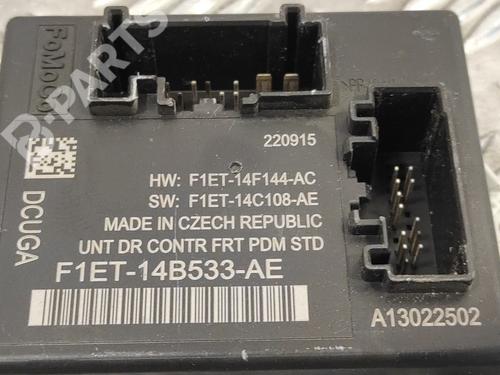 FoMoCo
B-PARTS
220915
HW: F1ET-14F144-AC
SW: F1ET-14C108-AE
MADE IN CZECH REPUBLIC
UNT DR CONTR FRT PDM STD
F1ET-14B533-AE
DCUGA
A13022502